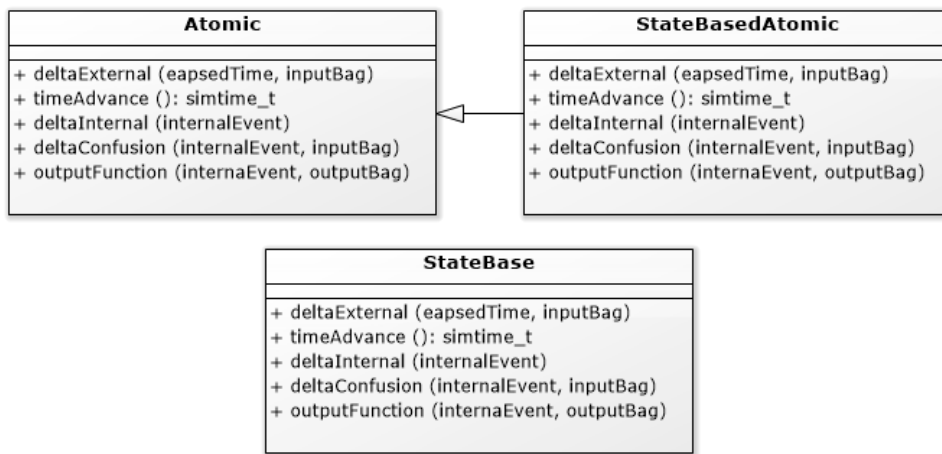 Atomic
+ deltaExternal (eapsedTime, inputBag)
+ timeAdvance (): simtime_t
+ deltaInternal (internalEvent)
+ deltaConfusion (internalEvent, inputBag)
+ outputFunction (internaEvent, outputBag)
StateBasedAtomic
+ deltaExternal (eapsedTime, inputBag)
+ timeAdvance (): simtime_t
+ deltaInternal (internalEvent)
+ deltaConfusion (internalEvent, inputBag)
+ outputFunction (internaEvent, outputBag)
StateBase
+ deltaExternal (eapsedTime, inputBag)
+ timeAdvance (): simtime_t
+ deltaInternal (internalEvent)
+ deltaConfusion (internalEvent, inputBag)
+ outputFunction (internaEvent, outputBag)